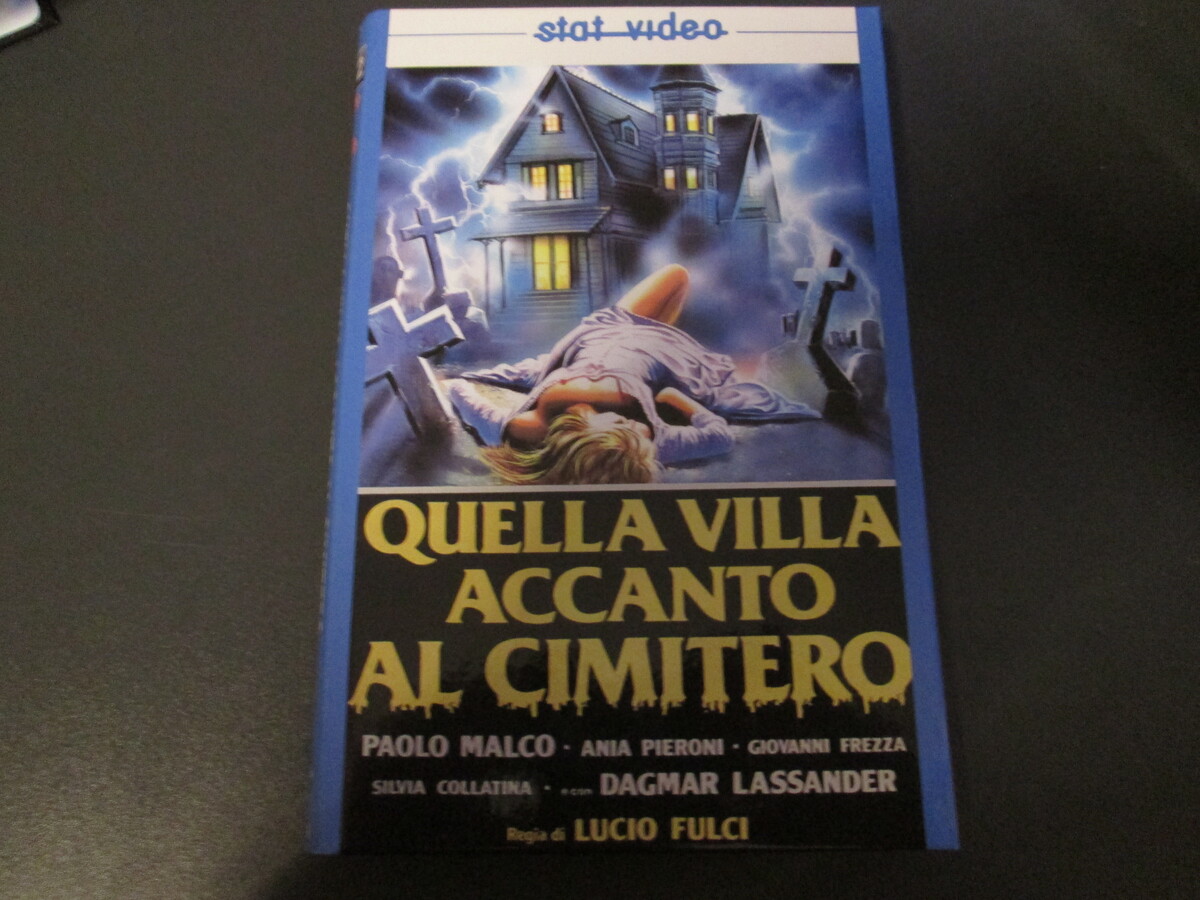 stat video
QUELLA VILLA
ACCANTO
AL CIMITERO
PAOLO MALCO · ANIA PIERONI · GIOVANNI FREZZA
SILVIA COLLATINA · e con DAGMAR LASSANDER
Regia di LUCIO FULCI